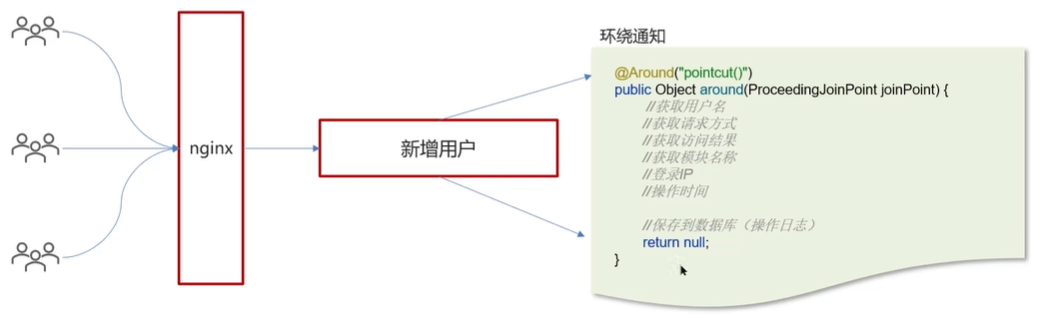 环绕通知
nginx
新增用户
@Around("pointcut()")
public Object around(ProceedingJoinPoint joinPoint) {
//获取用户名
//获取请求方式
//获取访问结果
//获取模块名称
//登录IP
//操作时间
//保存到数据库（操作日志）
return null;
}